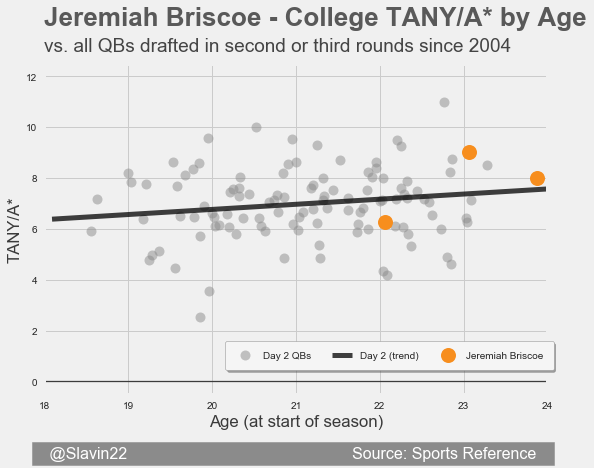 Jeremiah Briscoe - College TANY/A* by Age
vs. all QBs drafted in second or third rounds since 2004
12
10
8
6
4
2
0
TANY/A*
Day 2 QBs
Day 2 (trend)
Jeremiah Briscoe
18 19 20 21 22 23 24
Age (at start of season)
@Slavin22
Source: Sports Reference